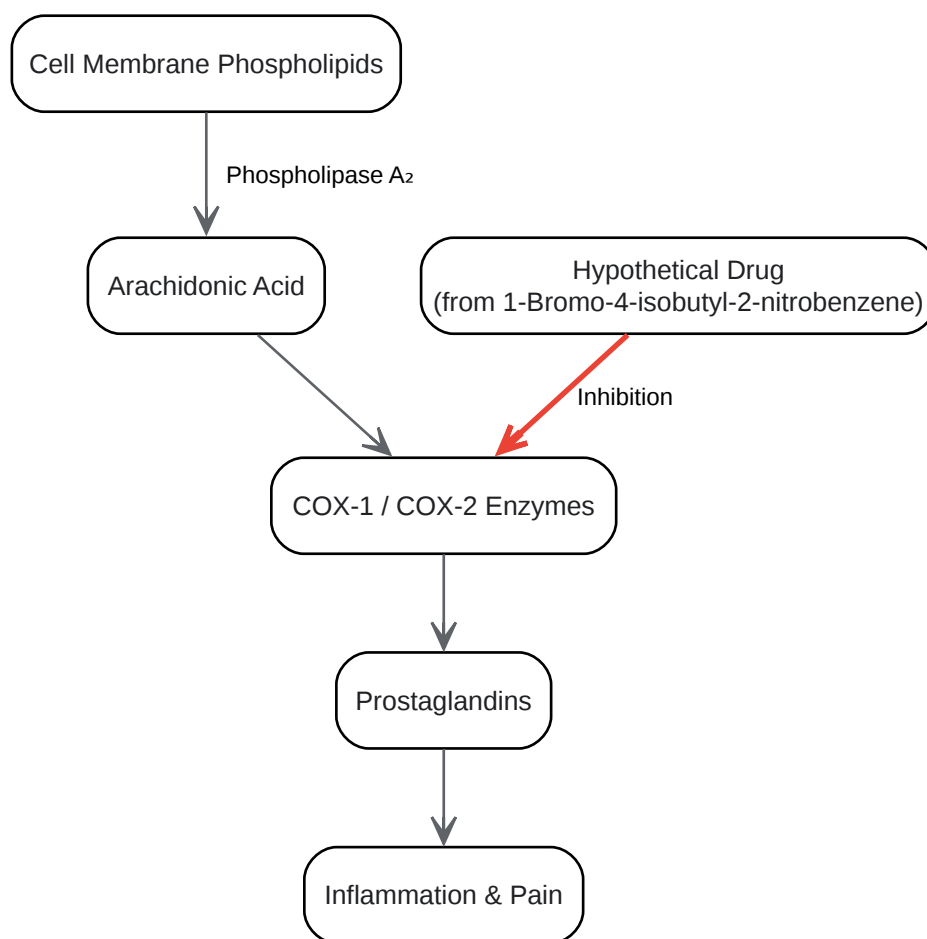 Cell Membrane Phospholipids
Phospholipase A₂
Arachidonic Acid
Hypothetical Drug
(from 1-Bromo-4-isobutyl-2-nitrobenzene)
Inhibition
COX-1 / COX-2 Enzymes
Prostaglandins
Inflammation & Pain